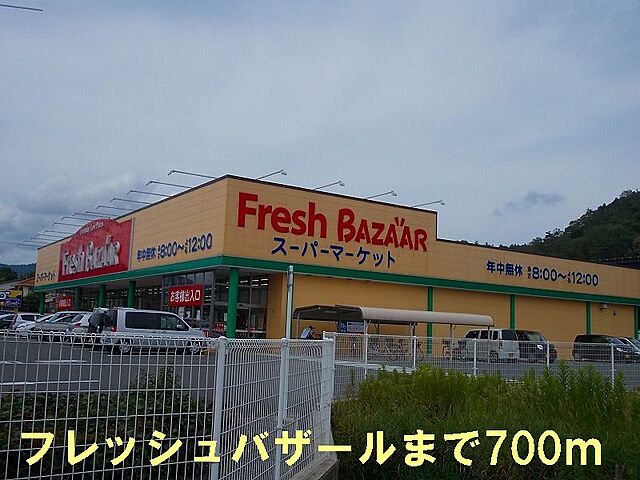 Fresh BAZAAR
スーパーマーケット
年中無休 8:00～12:00
Fresh BAZAAR
年中無休 8:00～12:00
お客様出入口
フレッシュバザールまで700m